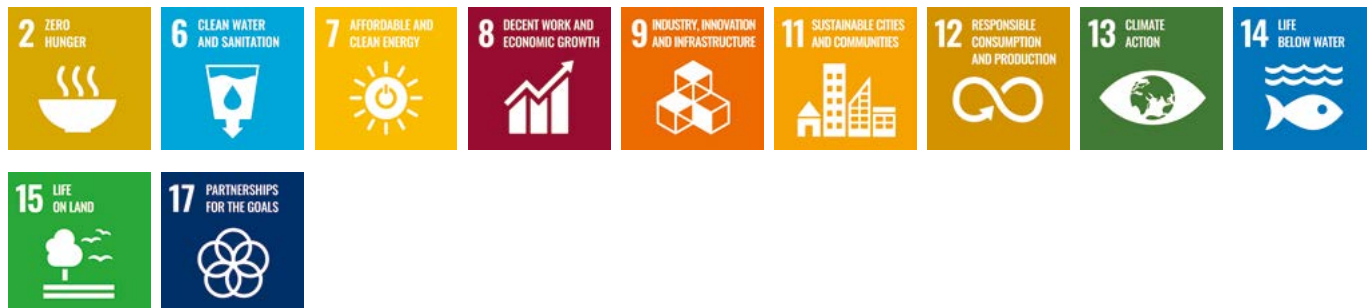 2 ZERO
HUNGER
6 CLEAN WATER
AND SANITATION
7 AFFORDABLE AND
CLEAN ENERGY
8 DECENT WORK AND
ECONOMIC GROWTH
9 INDUSTRY, INNOVATION
AND INFRASTRUCTURE
11 SUSTAINABLE CITIES
AND COMMUNITIES
12 RESPONSIBLE
CONSUMPTION
AND PRODUCTION
13 CLIMATE
ACTION
14 LIFE
BELOW WATER
15 LIFE
ON LAND
17 PARTNERSHIPS
FOR THE GOALS